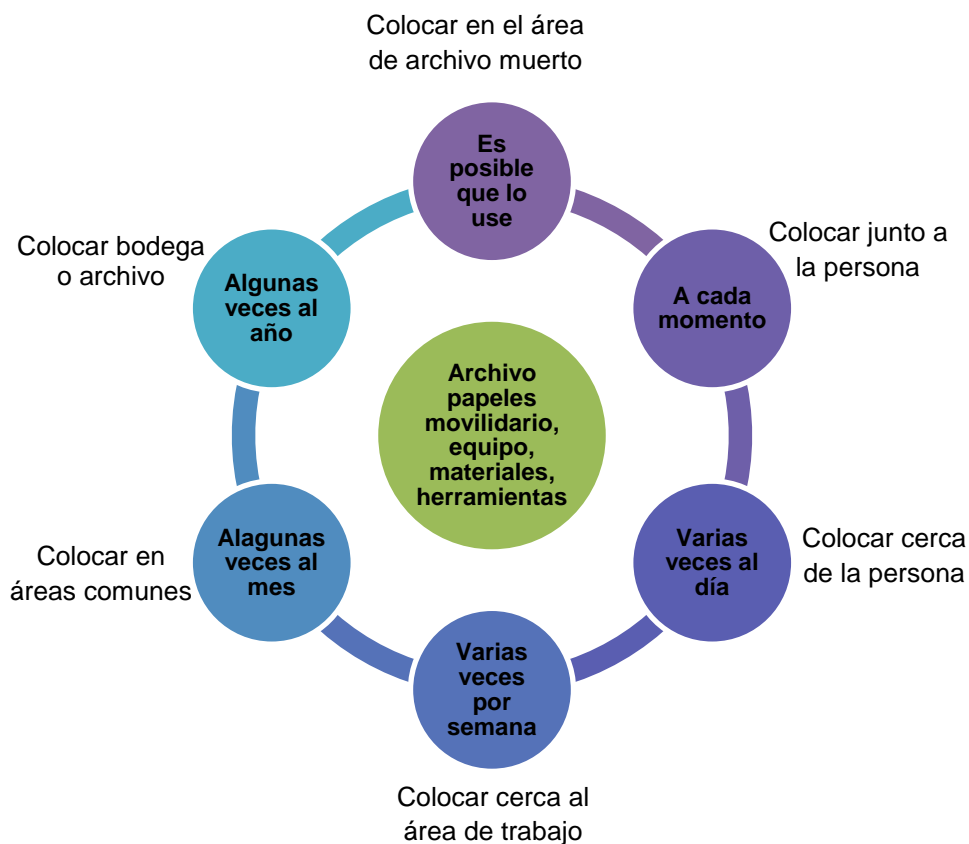 Colocar en el área
de archivo muerto
Es
posible
que lo
use
Colocar junto a
la persona
A cada
momento
Colocar bodega
o archivo
Algunas
veces al
año
Archivo
papeles
movilidario,
equipo,
materiales,
herramientas
Varias
veces al
día
Colocar cerca
de la persona
Colocar en
áreas comunes
Alagunas
veces al
mes
Varias
veces
por
semana
Colocar cerca al
área de trabajo